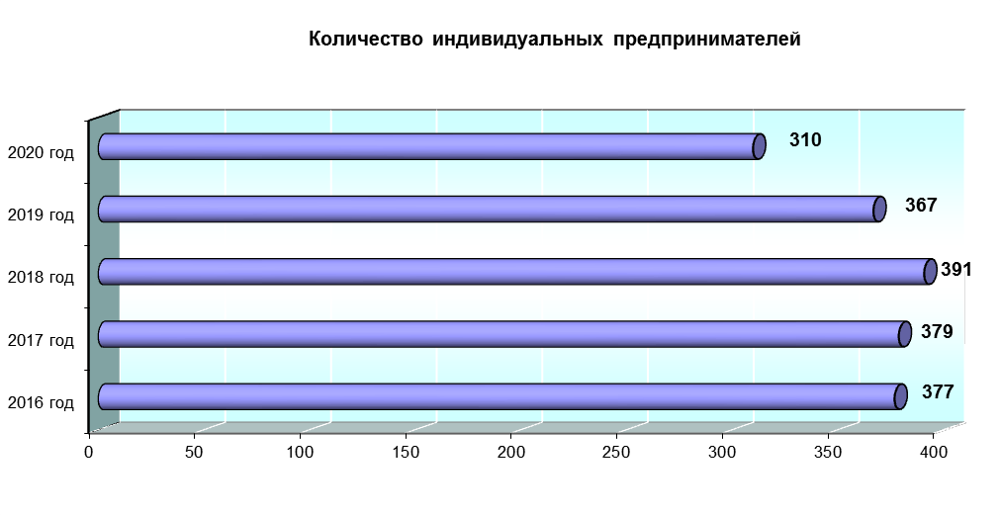 Количество индивидуальных предпринимателей
2020 год 310
2019 год 367
2018 год 391
2017 год 379
2016 год 377
0 50 100 150 200 250 300 350 400